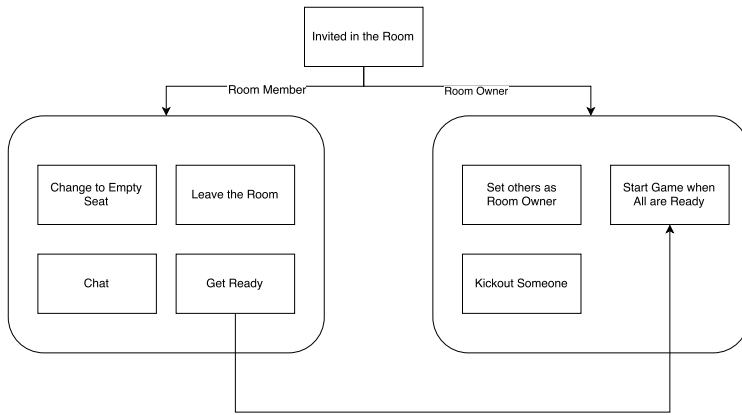 Invited in the Room
Room Member
Room Owner
Change to Empty
Seat
Leave the Room
Set others as
Room Owner
Start Game when
All are Ready
Chat
Get Ready
Kickout Someone